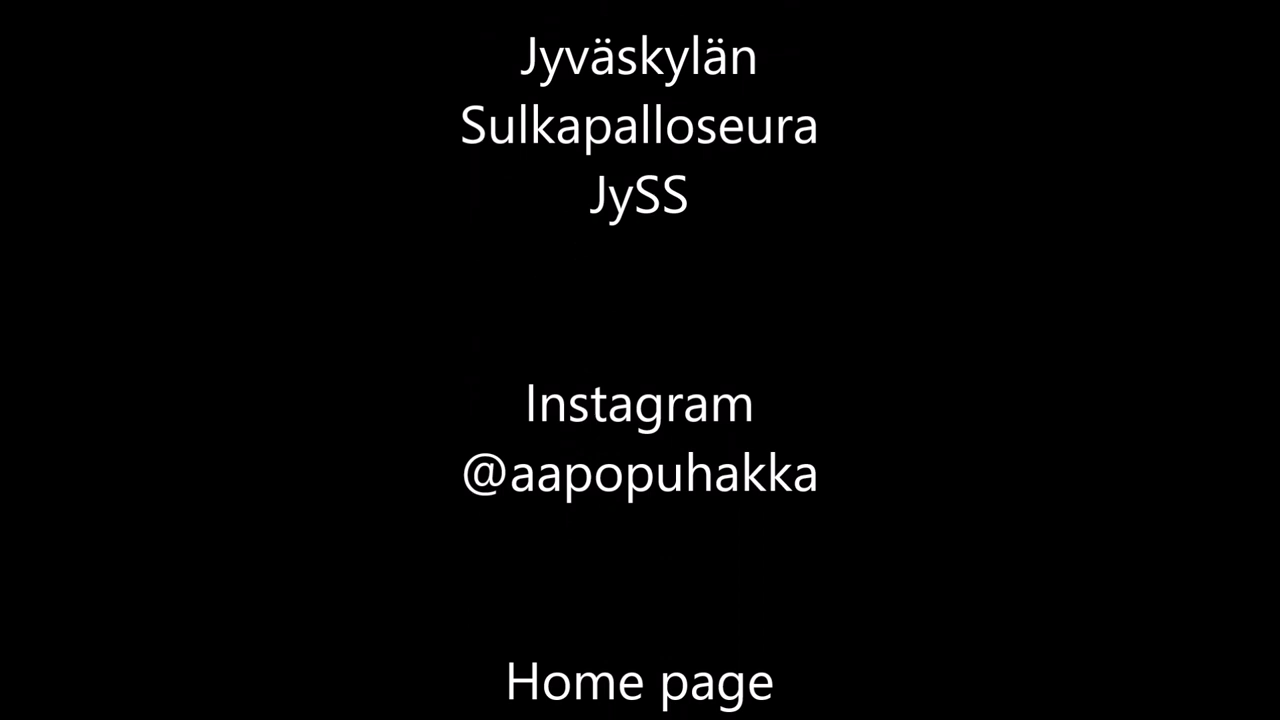 Jyväskylän
Sulkapalloseura
JySS
Instagram
@aapopuhakka
Home page